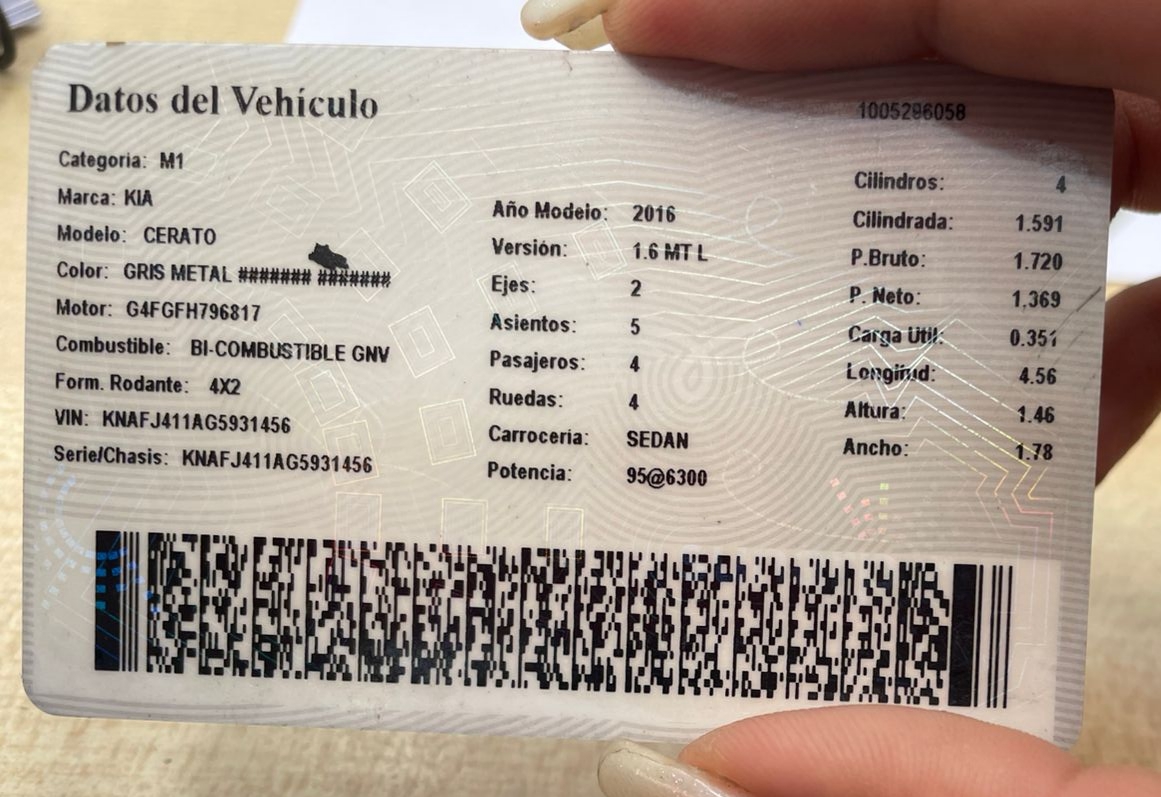 Datos del Vehículo
1005296058
Categoria: M1
Marca: KIA
Modelo: CERATO
Color: GRIS METAL ####### #######
Motor: G4FGFH796817
Combustible: BI-COMBUSTIBLE GNV
Form. Rodante: 4X2
VIN: KNAFJ411AG5931456
Serie/Chasis: KNAFJ411AG5931456
Año Modelo: 2016
Versión: 1.6 MT L
Ejes: 2
Asientos: 5
Pasajeros: 4
Ruedas: 4
Carroceria: SEDAN
Potencia: 95@6300
Cilindros: 4
Cilindrada: 1.591
P.Bruto: 1.720
P. Neto: 1,369
Carga Util: 0.351
Longitud: 4.56
Altura: 1.46
Ancho: 1.78